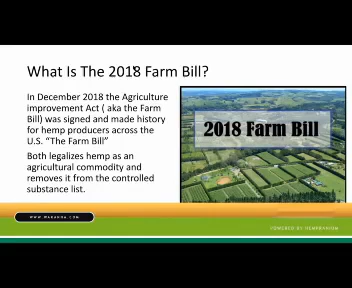 What Is The 2018 Farm Bill?
In December 2018 the Agriculture
improvement Act ( aka the Farm
Bill) was signed and made history
for hemp producers across the
U.S. “The Farm Bill”
Both legalizes hemp as an
agricultural commodity and
removes it from the controlled
substance list.
2018 Farm Bill